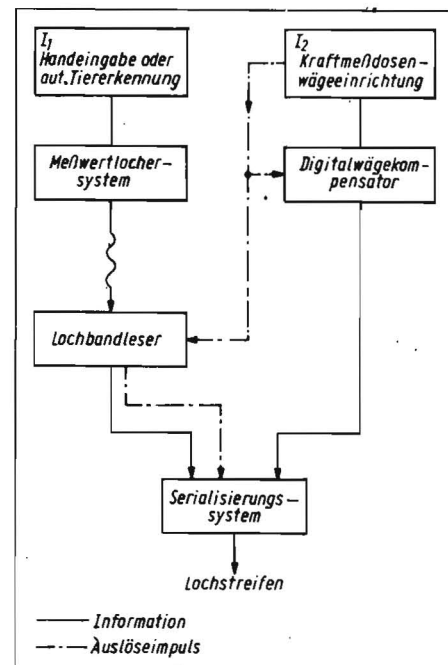 I1
Handeingabe oder
aut. Tiererkennung
I2
Kraftmeßdosen-
wägeeinrichtung
Meßwertlocher-
system
Digitalwägekom-
pensator
Lochbandleser
Serialisierungs-
system
Lochstreifen
Information
Auslöseimpuls